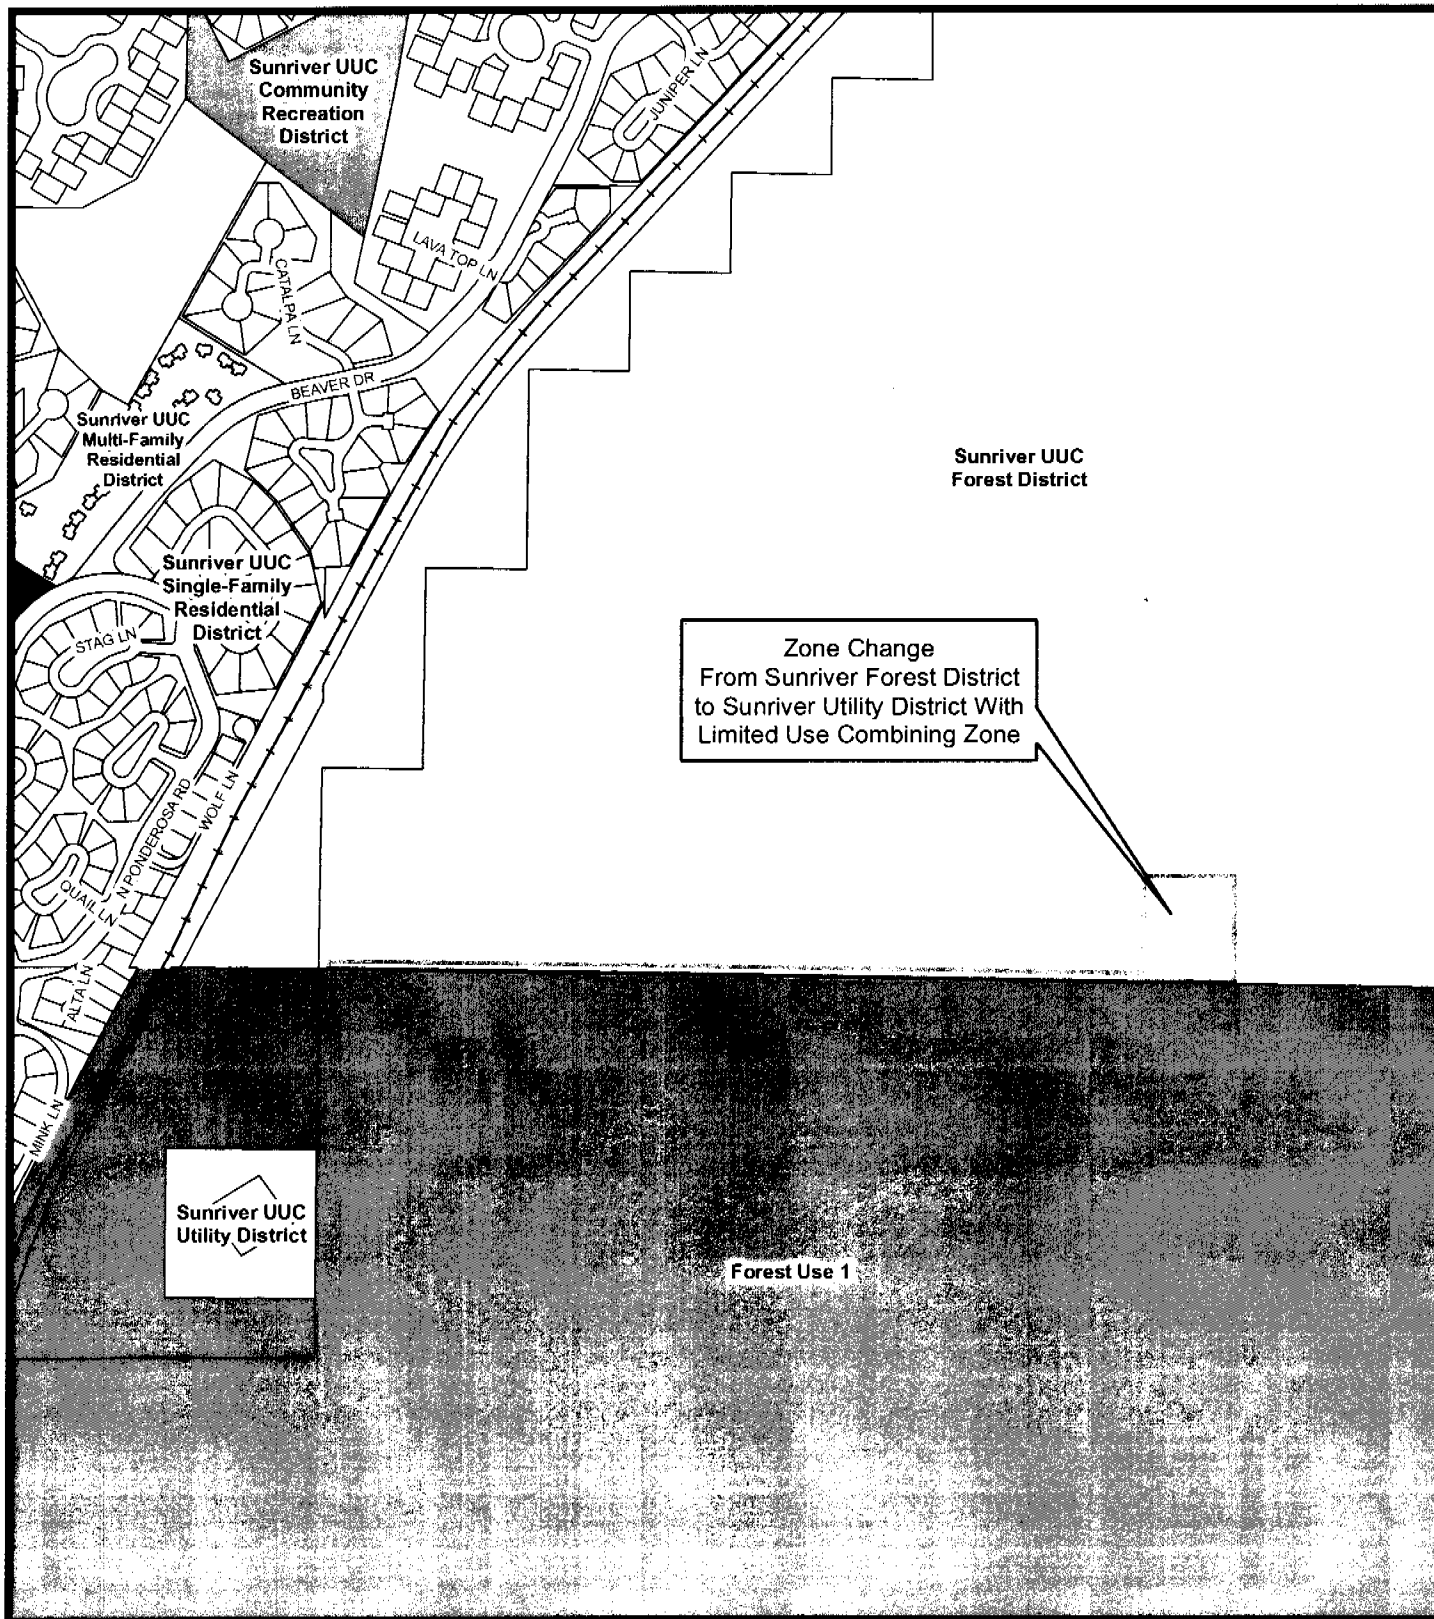 Sunriver UUC
Community
Recreation
District
JUNIPER LN
LAVA TOP LN
CATALPA LN
BEAVER DR
Sunriver UUC
Multi-Family
Residential
District
Sunriver UUC
Forest District
Sunriver UUC
Single-Family
Residential
District
STAG LN
Zone Change
From Sunriver Forest District
to Sunriver Utility District With
Limited Use Combining Zone
WOLF LN
N PONDEROSA RD
QUAIL LN
ALTA LN
MINK LN
Sunriver UUC
Utility District
Forest Use 1